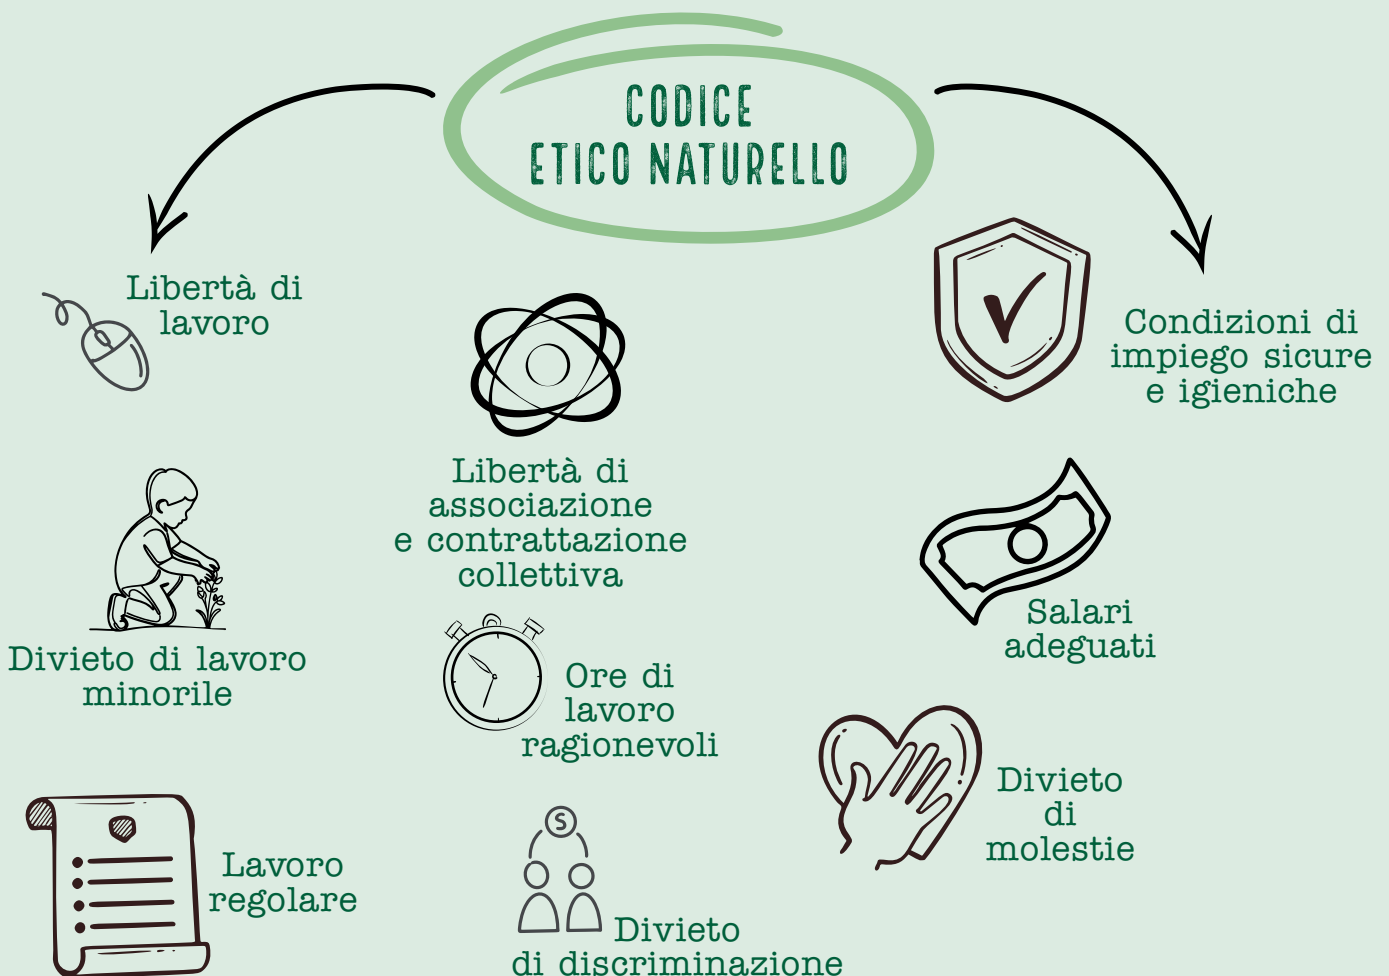 CODICE
ETICO NATURELLO
Libertà di
lavoro
Condizioni di
impiego sicure
e igieniche
Libertà di
associazione
e contrattazione
collettiva
Salari
adeguati
Divieto di lavoro
minorile
Ore di
lavoro
ragionevoli
Divieto
di
molestie
Lavoro
regolare
S
Divieto
di discriminazione